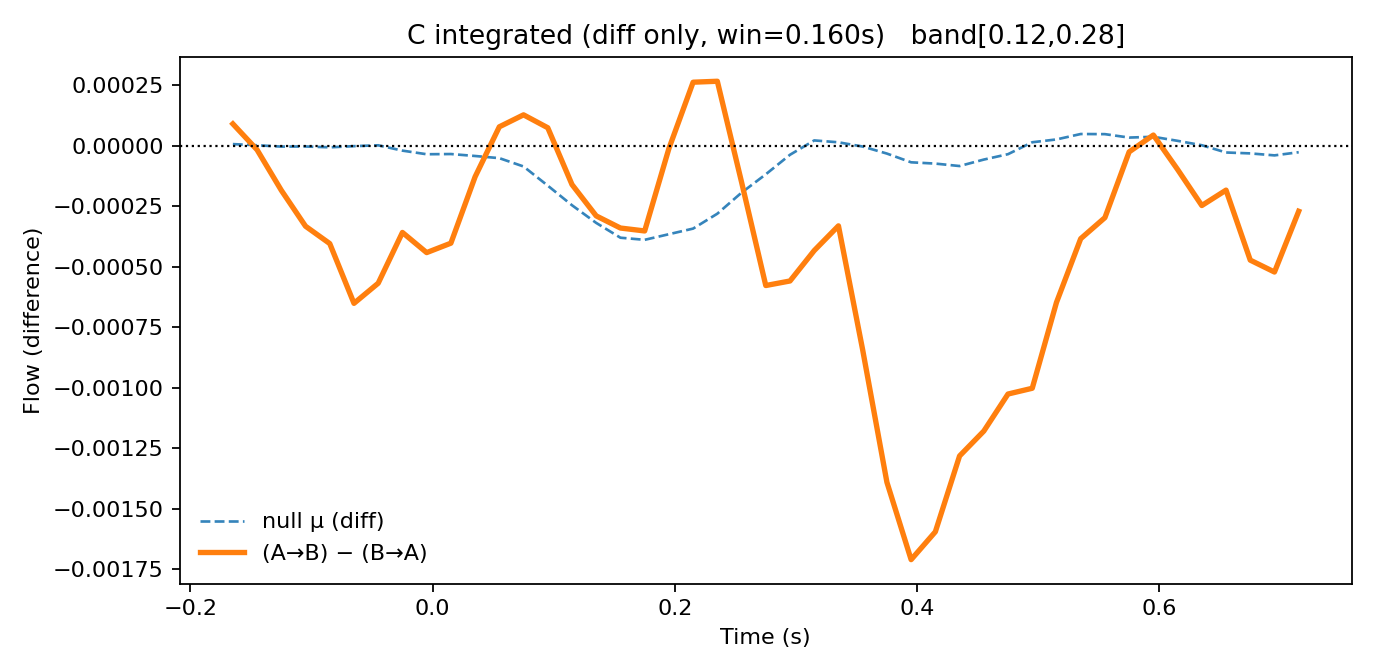 C integrated (diff only, win=0.160s)   band[0.12,0.28]
0.00025
0.00000
−0.00025
−0.00050
−0.00075
−0.00100
−0.00125
−0.00150
−0.00175
Flow (difference)
null μ (diff)
(A→B) − (B→A)
−0.2
0.0
0.2
0.4
0.6
Time (s)